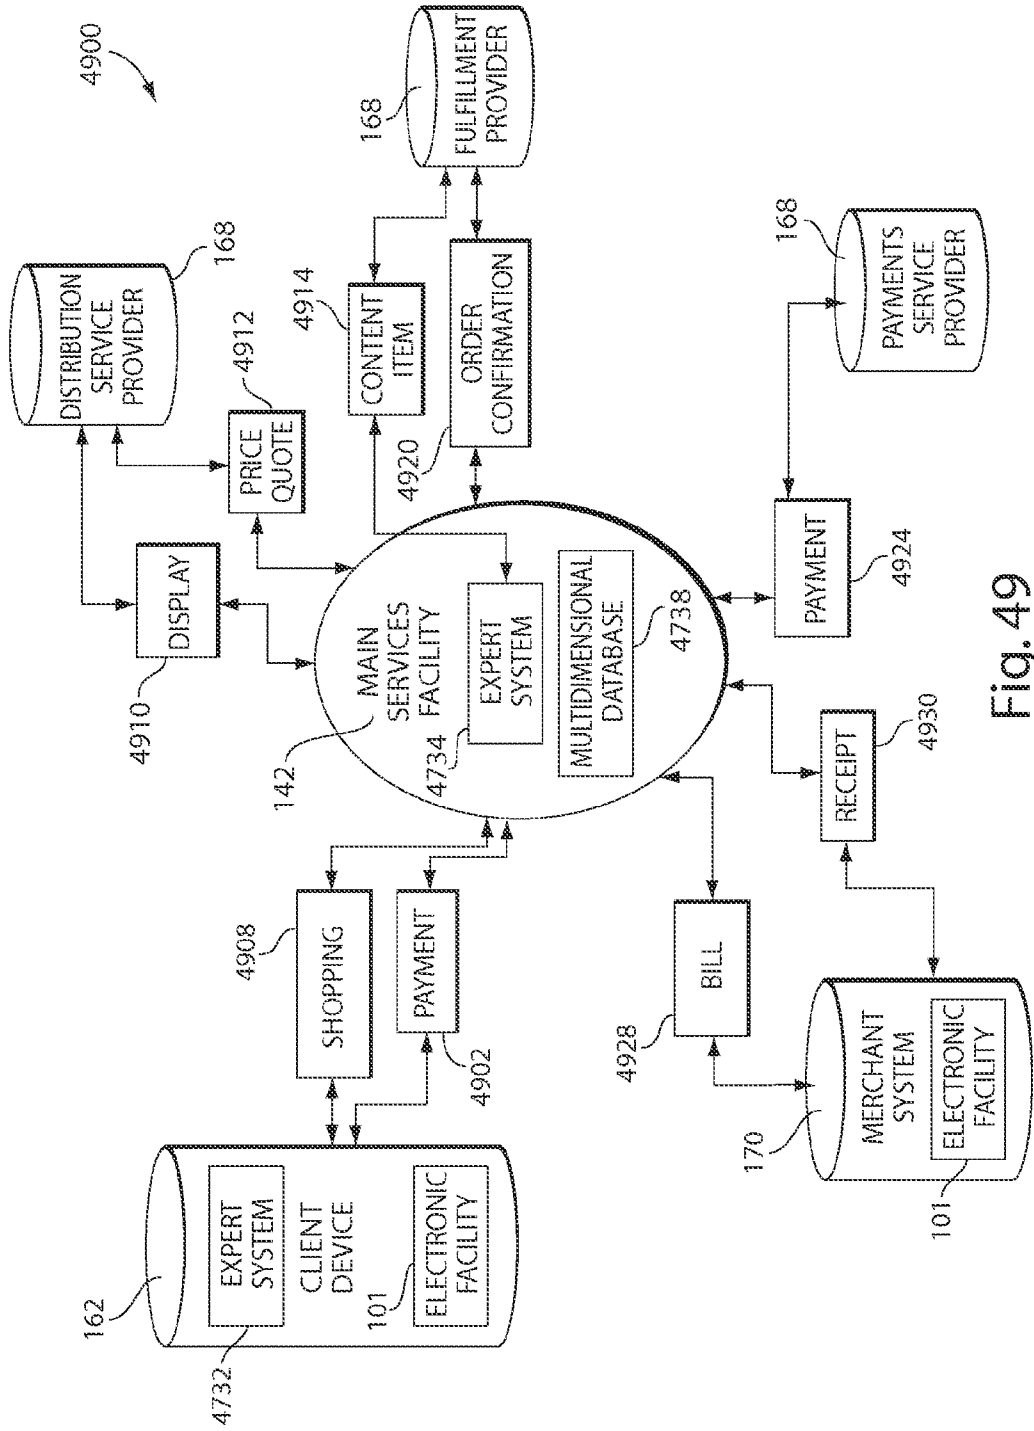 4900
162
4732
EXPERT
SYSTEM
CLIENT
DEVICE
101
ELECTRONIC
FACILITY
4908
SHOPPING
PAYMENT
4902
4910
DISPLAY
DISTRIBUTION
SERVICE
PROVIDER
168
4912
PRICE
QUOTE
4914
CONTENT
ITEM
168
FULFILLMENT
PROVIDER
4920
ORDER
CONFIRMATION
142
MAIN
SERVICES
FACILITY
4734
EXPERT
SYSTEM
MULTIDIMENSIONAL
DATABASE
4738
4928
BILL
170
MERCHANT
SYSTEM
101
ELECTRONIC
FACILITY
RECEIPT
4930
PAYMENT
4924
168
PAYMENTS
SERVICE
PROVIDER
Fig. 49